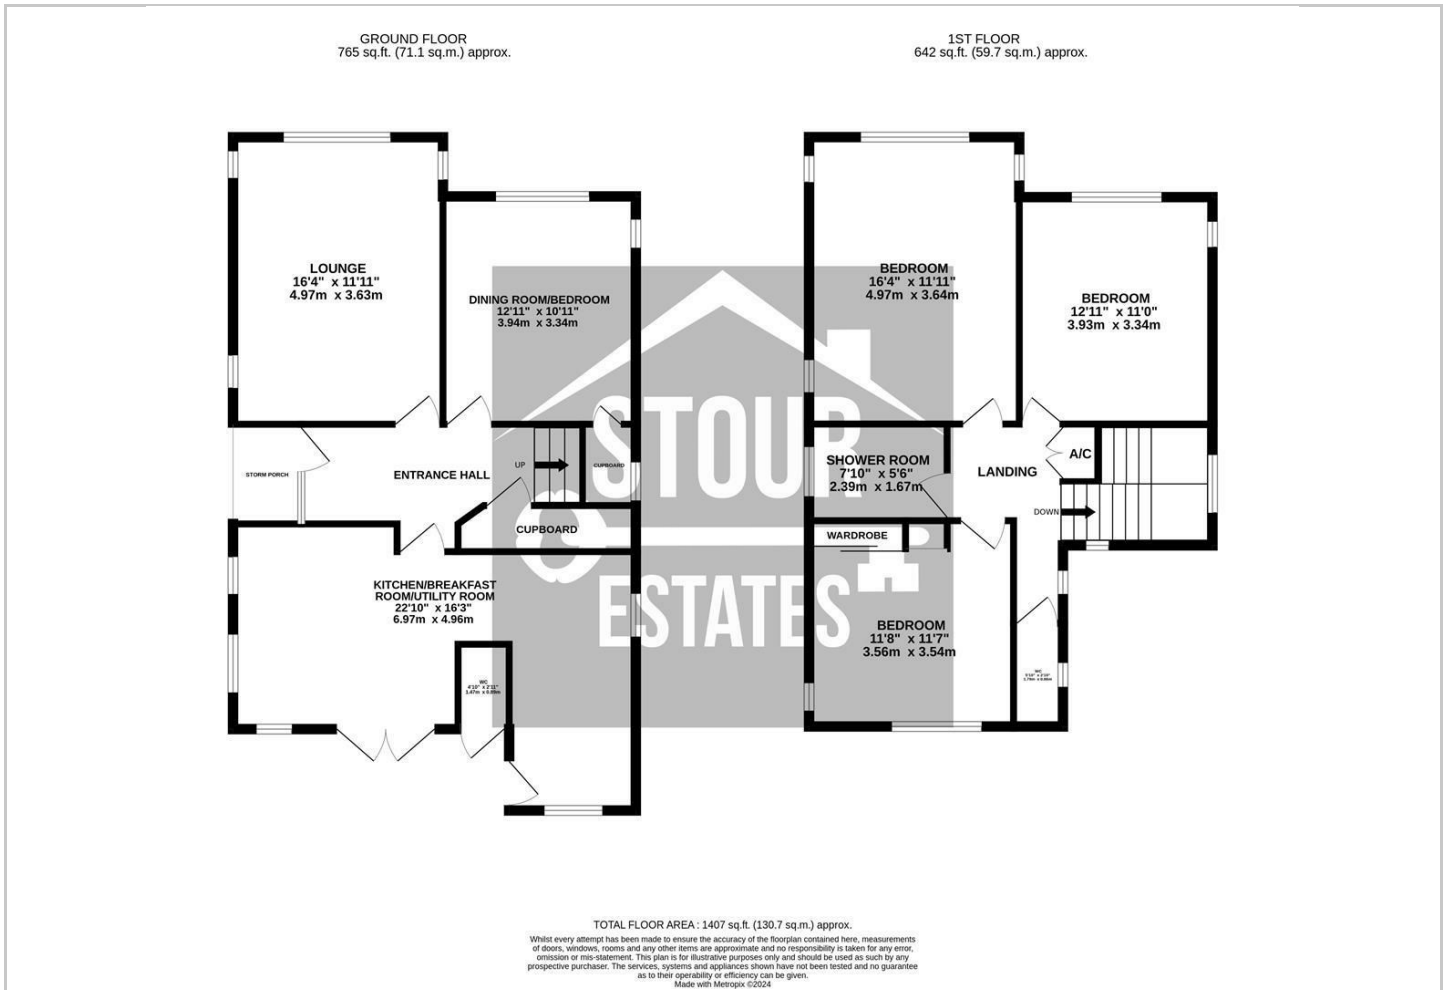 GROUND FLOOR
765 sq.ft. (71.1 sq.m.) approx.
1ST FLOOR
642 sq.ft. (59.7 sq.m.) approx.
LOUNGE
16'4" x 11'11"
4.97m x 3.63m
DINING ROOM/BEDROOM
12'11" x 10'11"
3.94m x 3.34m
STORM PORCH
ENTRANCE HALL
UP
CUPBOARD
CUPBOARD
KITCHEN/BREAKFAST
ROOM/UTILITY ROOM
22'10" x 16'3"
6.97m x 4.96m
WC
4'10" x 2'11"
1.47m x 0.89m
BEDROOM
16'4" x 11'11"
4.97m x 3.64m
BEDROOM
12'11" x 11'0"
3.93m x 3.34m
SHOWER ROOM
7'10" x 5'6"
2.39m x 1.67m
LANDING
A/C
DOWN
WARDROBE
BEDROOM
11'8" x 11'7"
3.56m x 3.54m
WC
STOUR
ESTATES
TOTAL FLOOR AREA : 1407 sq.ft. (130.7 sq.m.) approx.
Whilst every attempt has been made to ensure the accuracy of the floorplan contained here, measurements
of doors, windows, rooms and any other items are approximate and no responsibility is taken for any error,
omission or mis-statement. This plan is for illustrative purposes only and should be used as such by any
prospective purchaser. The services, systems and appliances shown have not been tested and no guarantee
as to their operability or efficiency can be given.
Made with Metropix ©2024